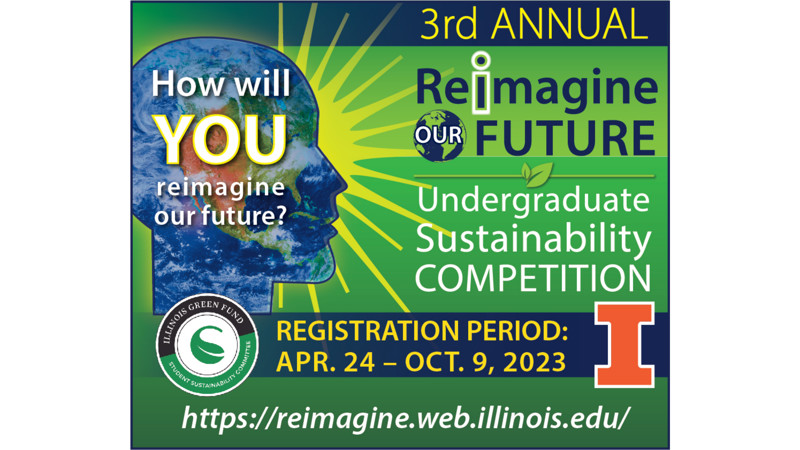 3rd ANNUAL
How will
YOU
reimagine
our future?
Reimagine
OUR FUTURE
Undergraduate
Sustainability
COMPETITION
ILLINOIS GREEN FUND
STUDENT SUSTAINABILITY COMMITTEE
REGISTRATION PERIOD:
APR. 24 – OCT. 9, 2023
I
https://reimagine.web.illinois.edu/